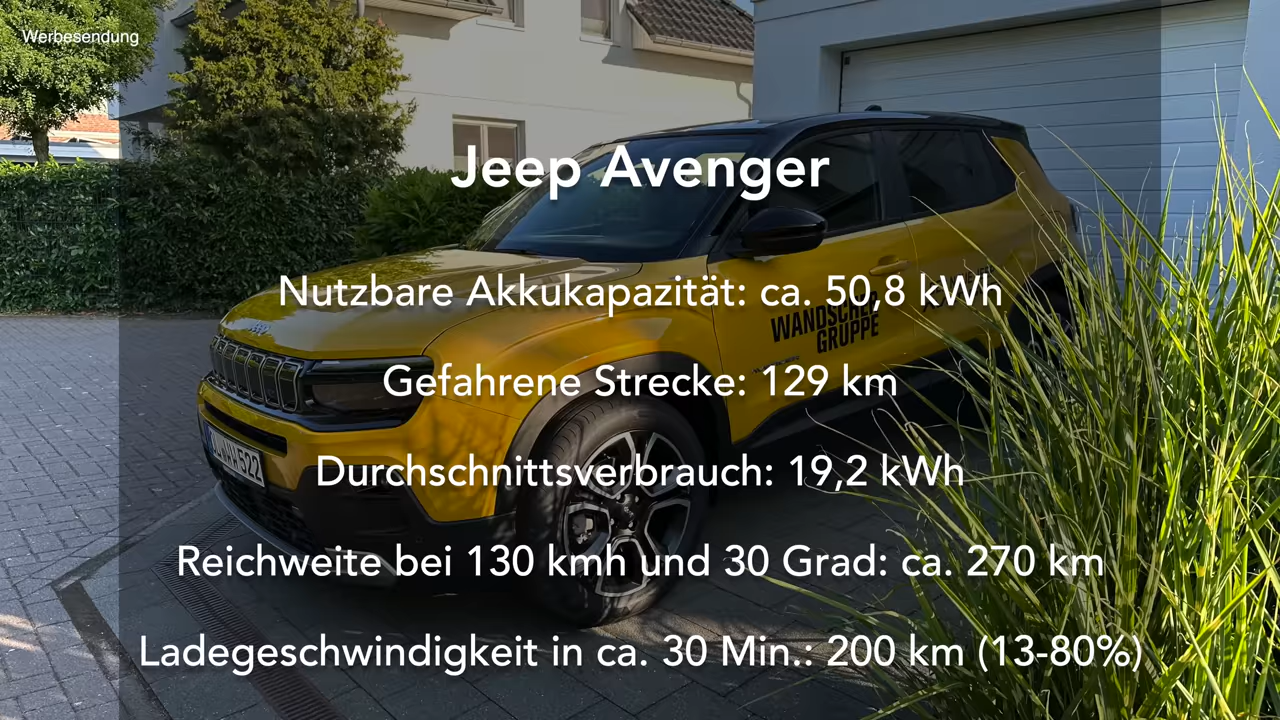 Werbesendung
Jeep Avenger
Nutzbare Akkukapazität: ca. 50,8 kWh
WANDSCHER
GRUPPE
Gefahrene Strecke: 129 km
Durchschnittsverbrauch: 19,2 kWh
Reichweite bei 130 kmh und 30 Grad: ca. 270 km
Ladegeschwindigkeit in ca. 30 Min.: 200 km (13-80%)